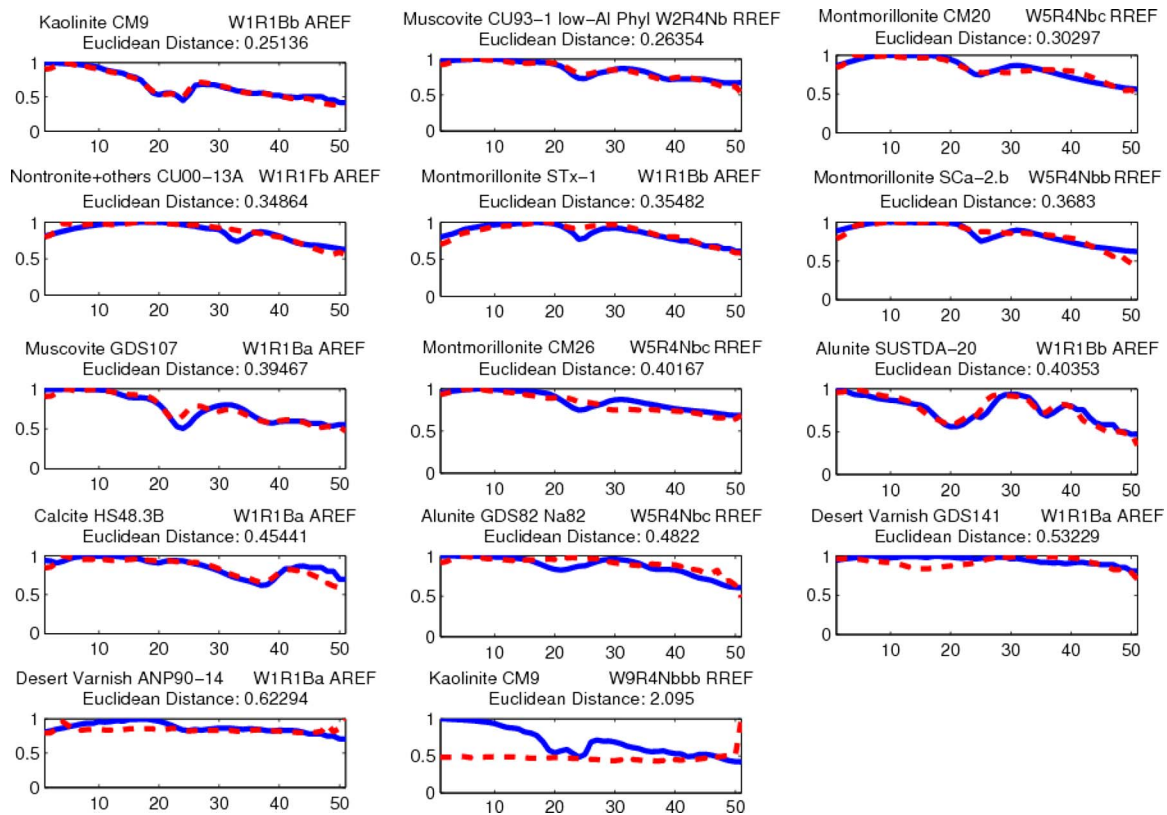 Kaolinite CM9 W1R1Bb AREF
Euclidean Distance: 0.25136
1
0.5
0
10 20 30 40 50
Muscovite CU93−1 low−Al Phyl W2R4Nb RREF
Euclidean Distance: 0.26354
1
0.5
0
10 20 30 40 50
Montmorillonite CM20 W5R4Nbc RREF
Euclidean Distance: 0.30297
1
0.5
0
10 20 30 40 50
Nontronite+others CU00−13A W1R1Fb AREF
Euclidean Distance: 0.34864
1
0.5
0
10 20 30 40 50
Montmorillonite STx−1 W1R1Bb AREF
Euclidean Distance: 0.35482
1
0.5
0
10 20 30 40 50
Montmorillonite SCa−2.b W5R4Nbb RREF
Euclidean Distance: 0.3683
1
0.5
0
10 20 30 40 50
Muscovite GDS107 W1R1Ba AREF
Euclidean Distance: 0.39467
1
0.5
0
10 20 30 40 50
Montmorillonite CM26 W5R4Nbc RREF
Euclidean Distance: 0.40167
1
0.5
0
10 20 30 40 50
Alunite SUSTDA−20 W1R1Bb AREF
Euclidean Distance: 0.40353
1
0.5
0
10 20 30 40 50
Calcite HS48.3B W1R1Ba AREF
Euclidean Distance: 0.45441
1
0.5
0
10 20 30 40 50
Alunite GDS82 Na82 W5R4Nbc RREF
Euclidean Distance: 0.4822
1
0.5
0
10 20 30 40 50
Desert Varnish GDS141 W1R1Ba AREF
Euclidean Distance: 0.53229
1
0.5
0
10 20 30 40 50
Desert Varnish ANP90−14 W1R1Ba AREF
Euclidean Distance: 0.62294
1
0.5
0
10 20 30 40 50
Kaolinite CM9 W9R4Nbbb RREF
Euclidean Distance: 2.095
1
0.5
0
10 20 30 40 50